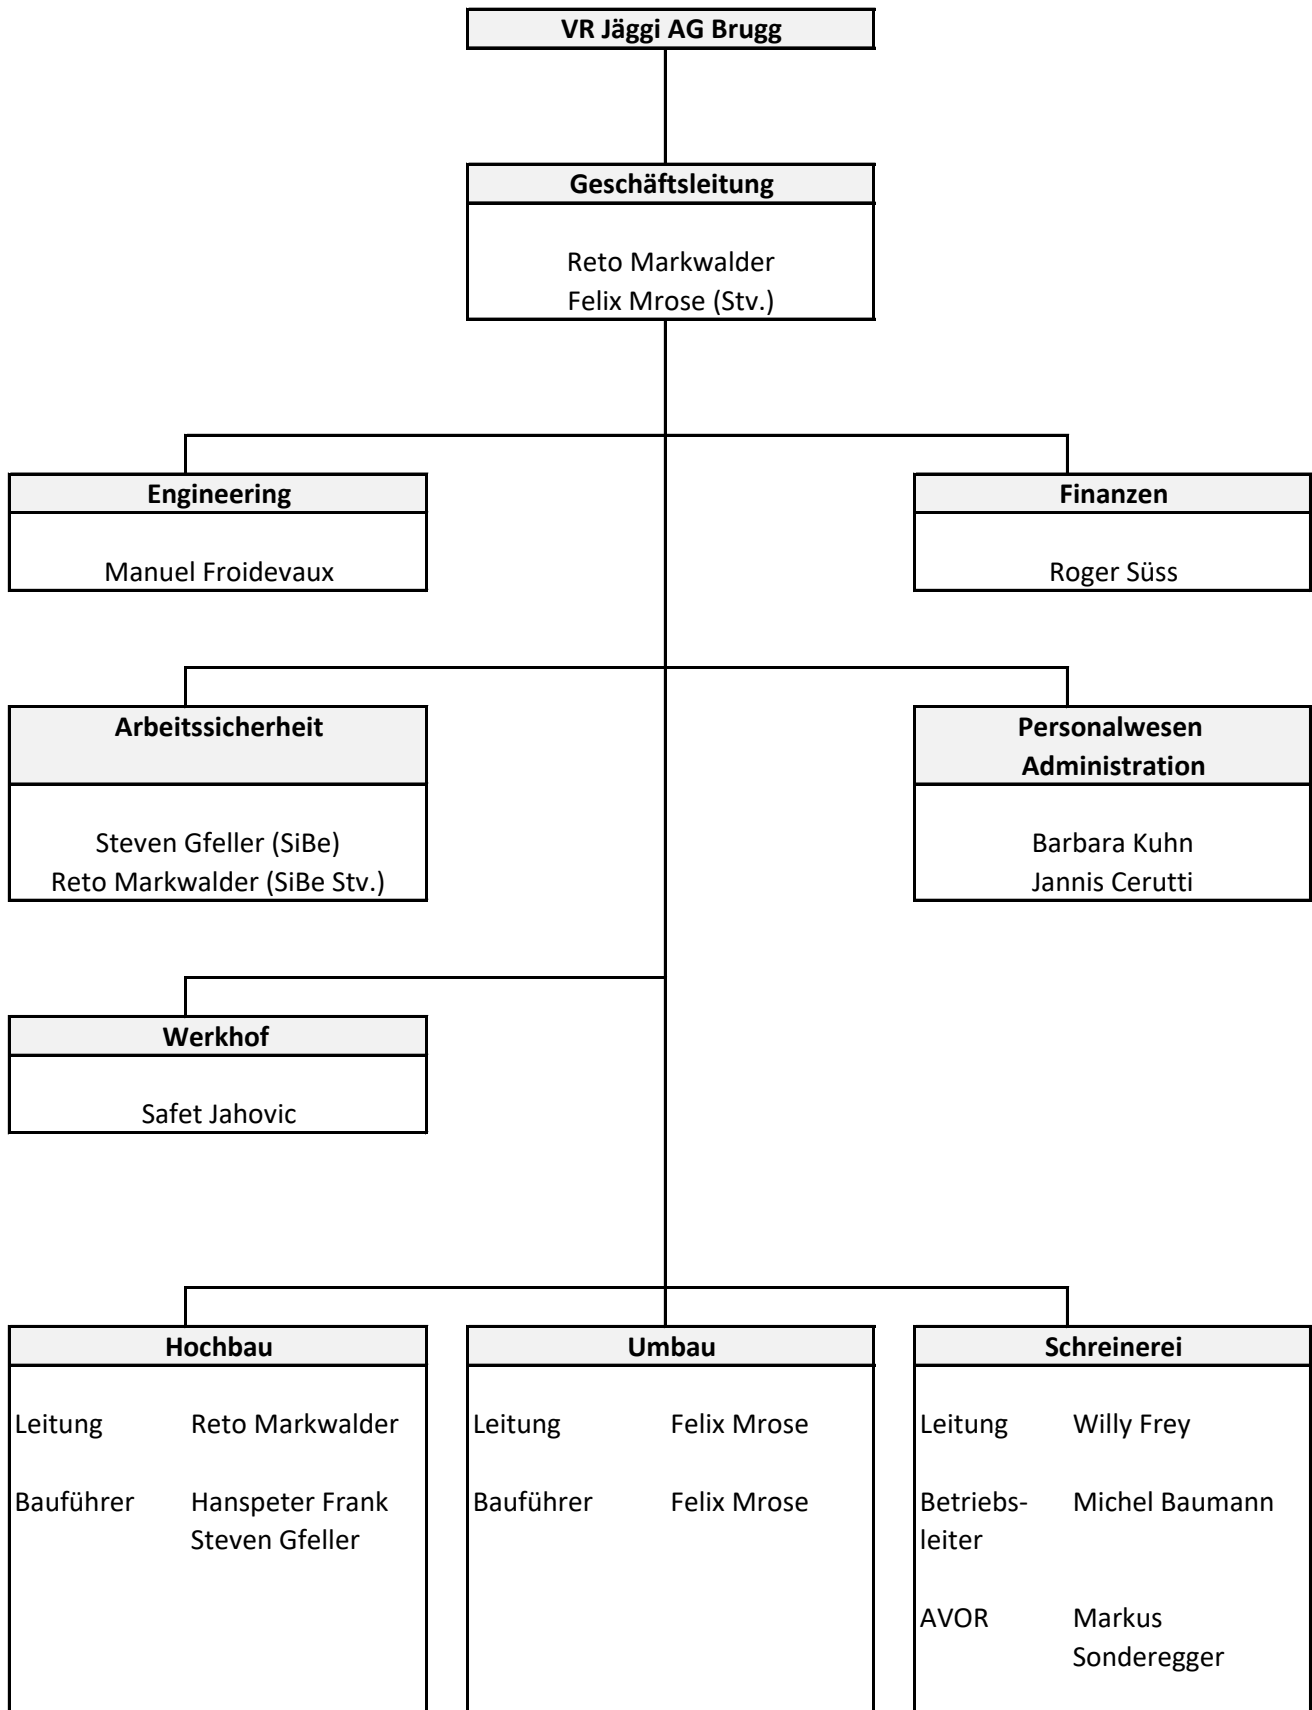 VR Jäggi AG Brugg
Geschäftsleitung
Reto Markwalder
Felix Mrose (Stv.)
Engineering
Manuel Froidevaux
Finanzen
Roger Süss
Arbeitssicherheit
Steven Gfeller (SiBe)
Reto Markwalder (SiBe Stv.)
Personalwesen
Administration
Barbara Kuhn
Jannis Cerutti
Werkhof
Safet Jahovic
Hochbau
Leitung Reto Markwalder
Bauführer Hanspeter Frank
Steven Gfeller
Umbau
Leitung Felix Mrose
Bauführer Felix Mrose
Schreinerei
Leitung Willy Frey
Betriebs- Michel Baumann
leiter
AVOR Markus
Sonderegger